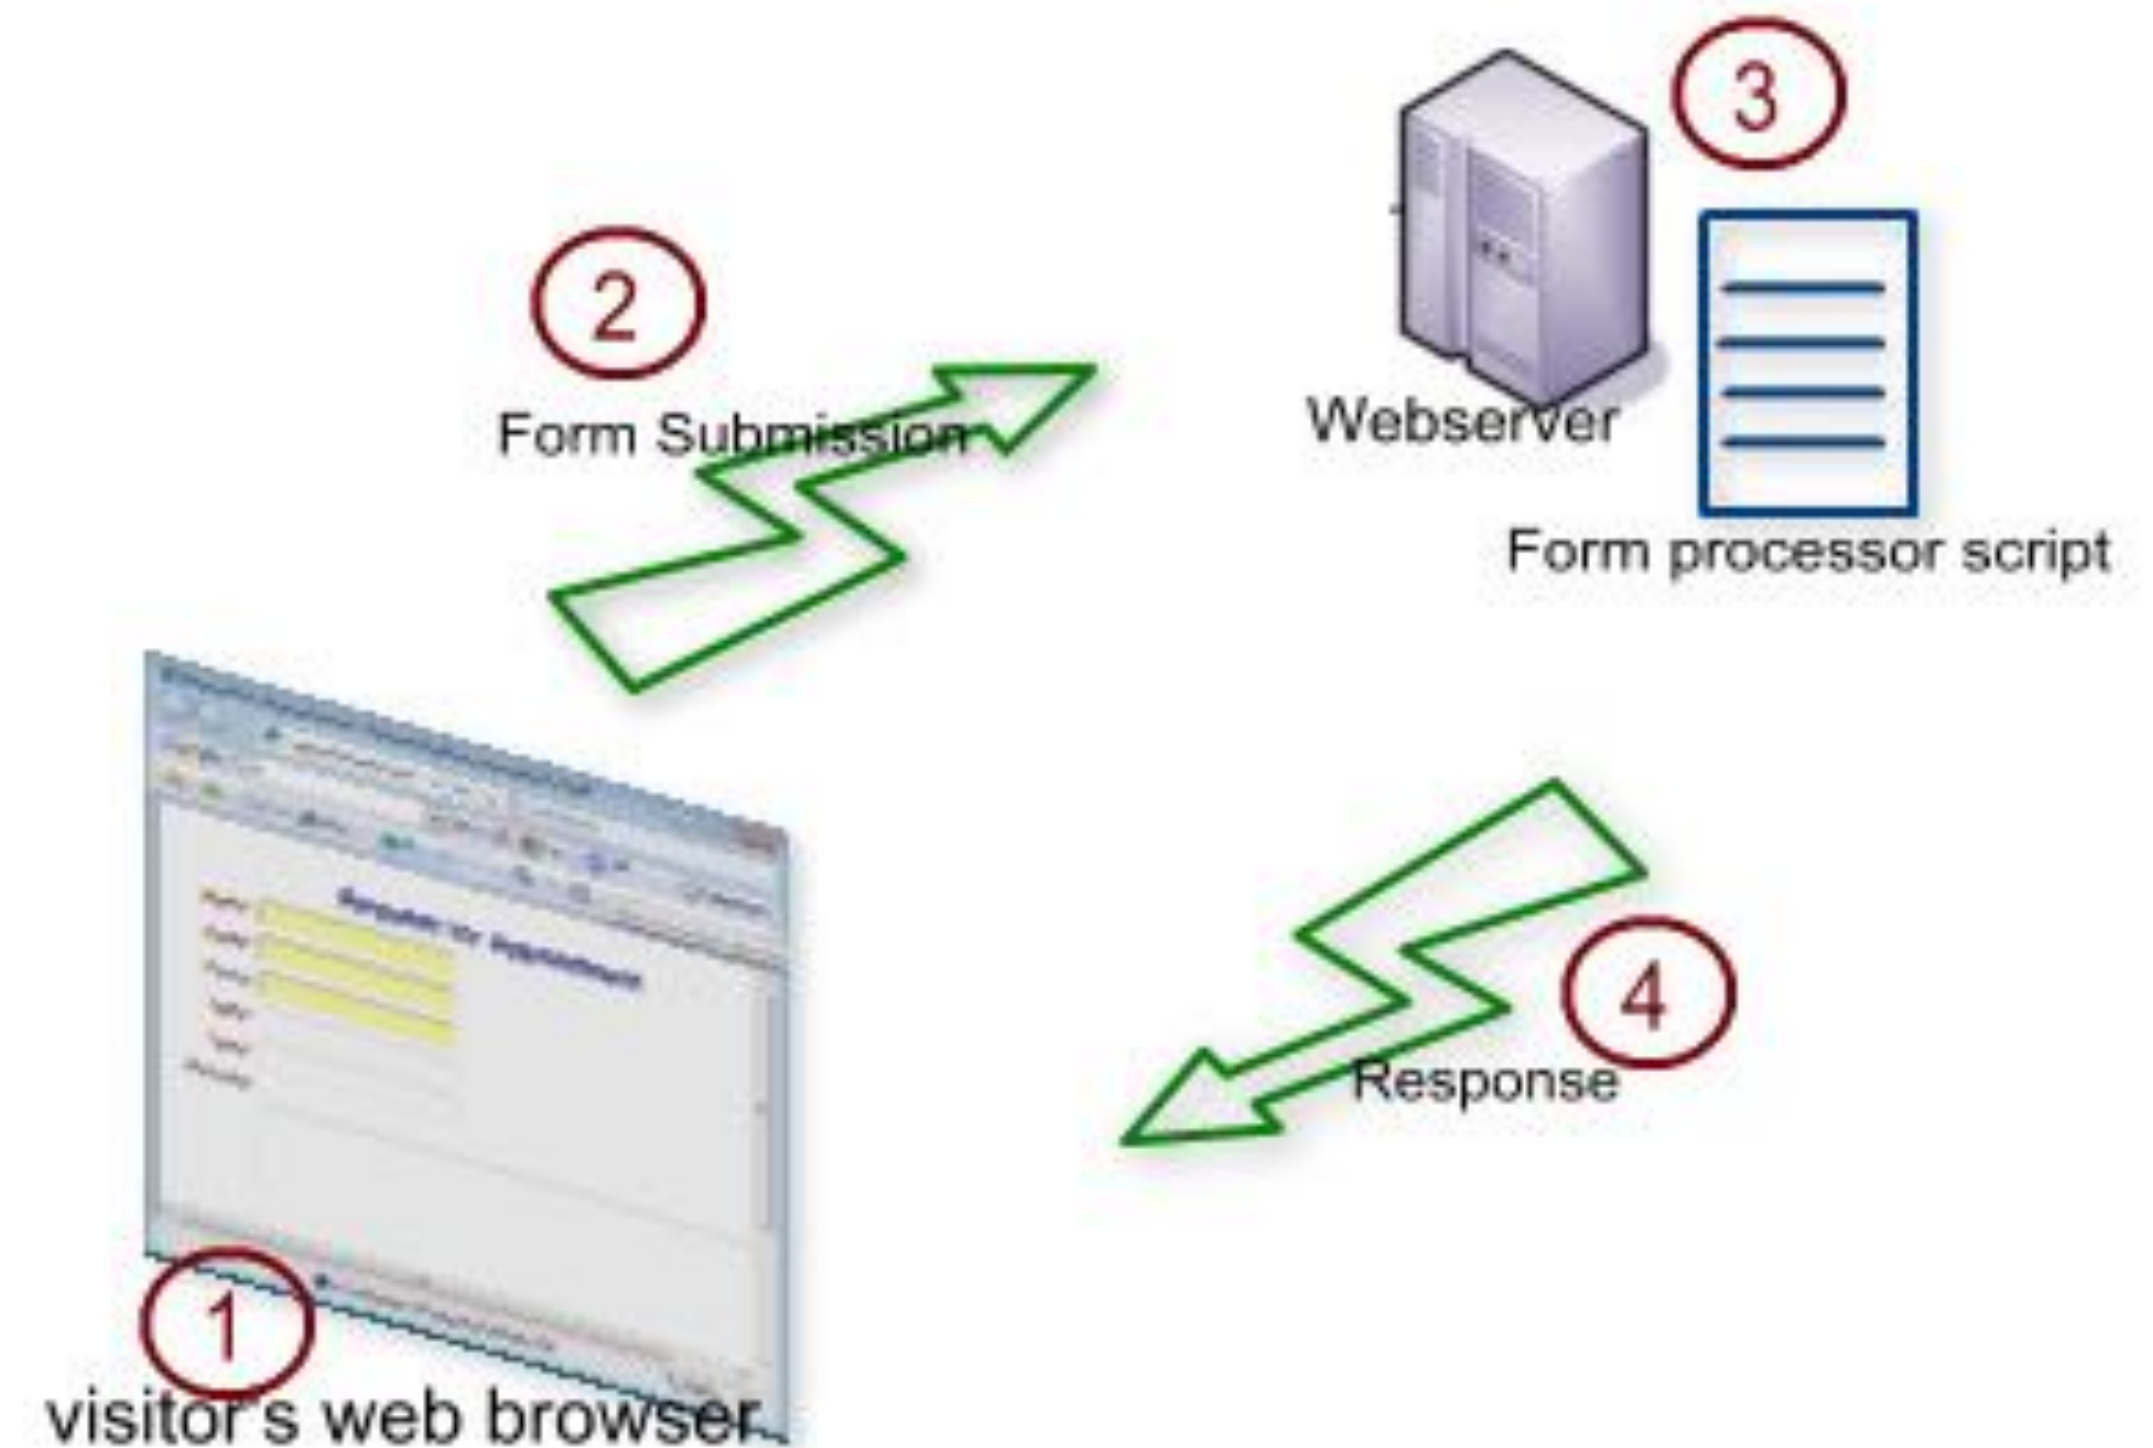 3
2
Form Submission
Webserver
Form processor script
4
Response
1
visitor's web browser